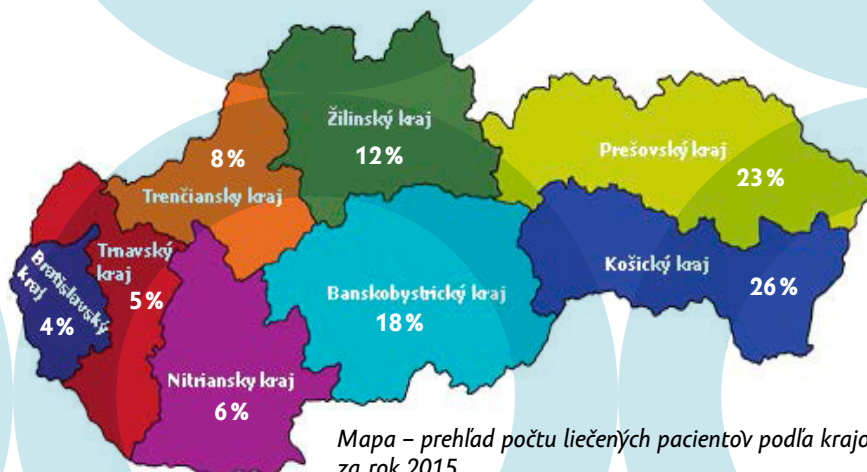 Žilinský kraj
12%
8%
Trenčiansky kraj
Prešovský kraj
23%
Trnavský
kraj
5%
Bratislavský
kraj
4%
Košický kraj
26%
Banskobystrický kraj
18%
Nitriansky kraj
6%
Mapa – prehľad počtu liečených pacientov podľa
za rok 2015